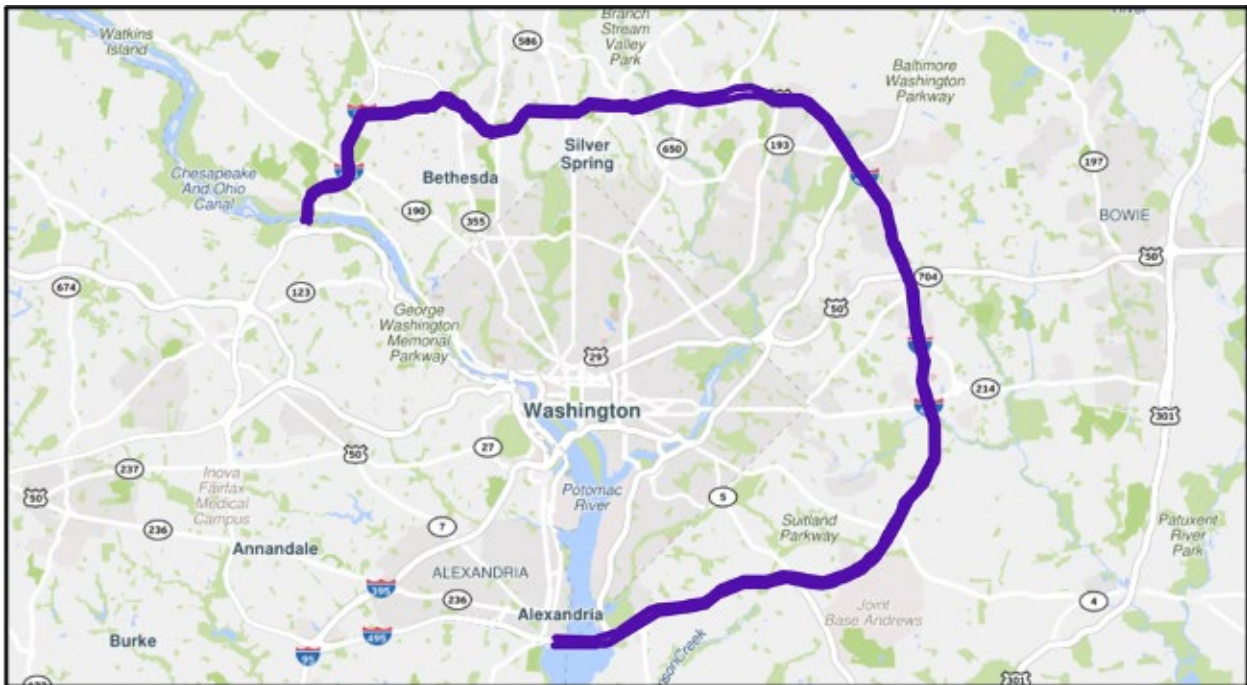 River
Watkins
Island
586
Branch
Stream
Valley
Park
Baltimore
Washington
Parkway
Silver
Spring
650
193
197
Chesapeake
And Ohio
Canal
Bethesda
190
355
BOWIE
50
674
123
704
George
Washington
Memorial
Parkway
50
29
214
Washington
301
27
50
237
50
Inova
Fairfax
Medical
Campus
5
Potomac
River
236
7
Suitland
Parkway
Patuxent
River
Park
Annandale
ALEXANDRIA
395
236
Alexandria
4
Joint
Base Andrews
Burke
495
95
301